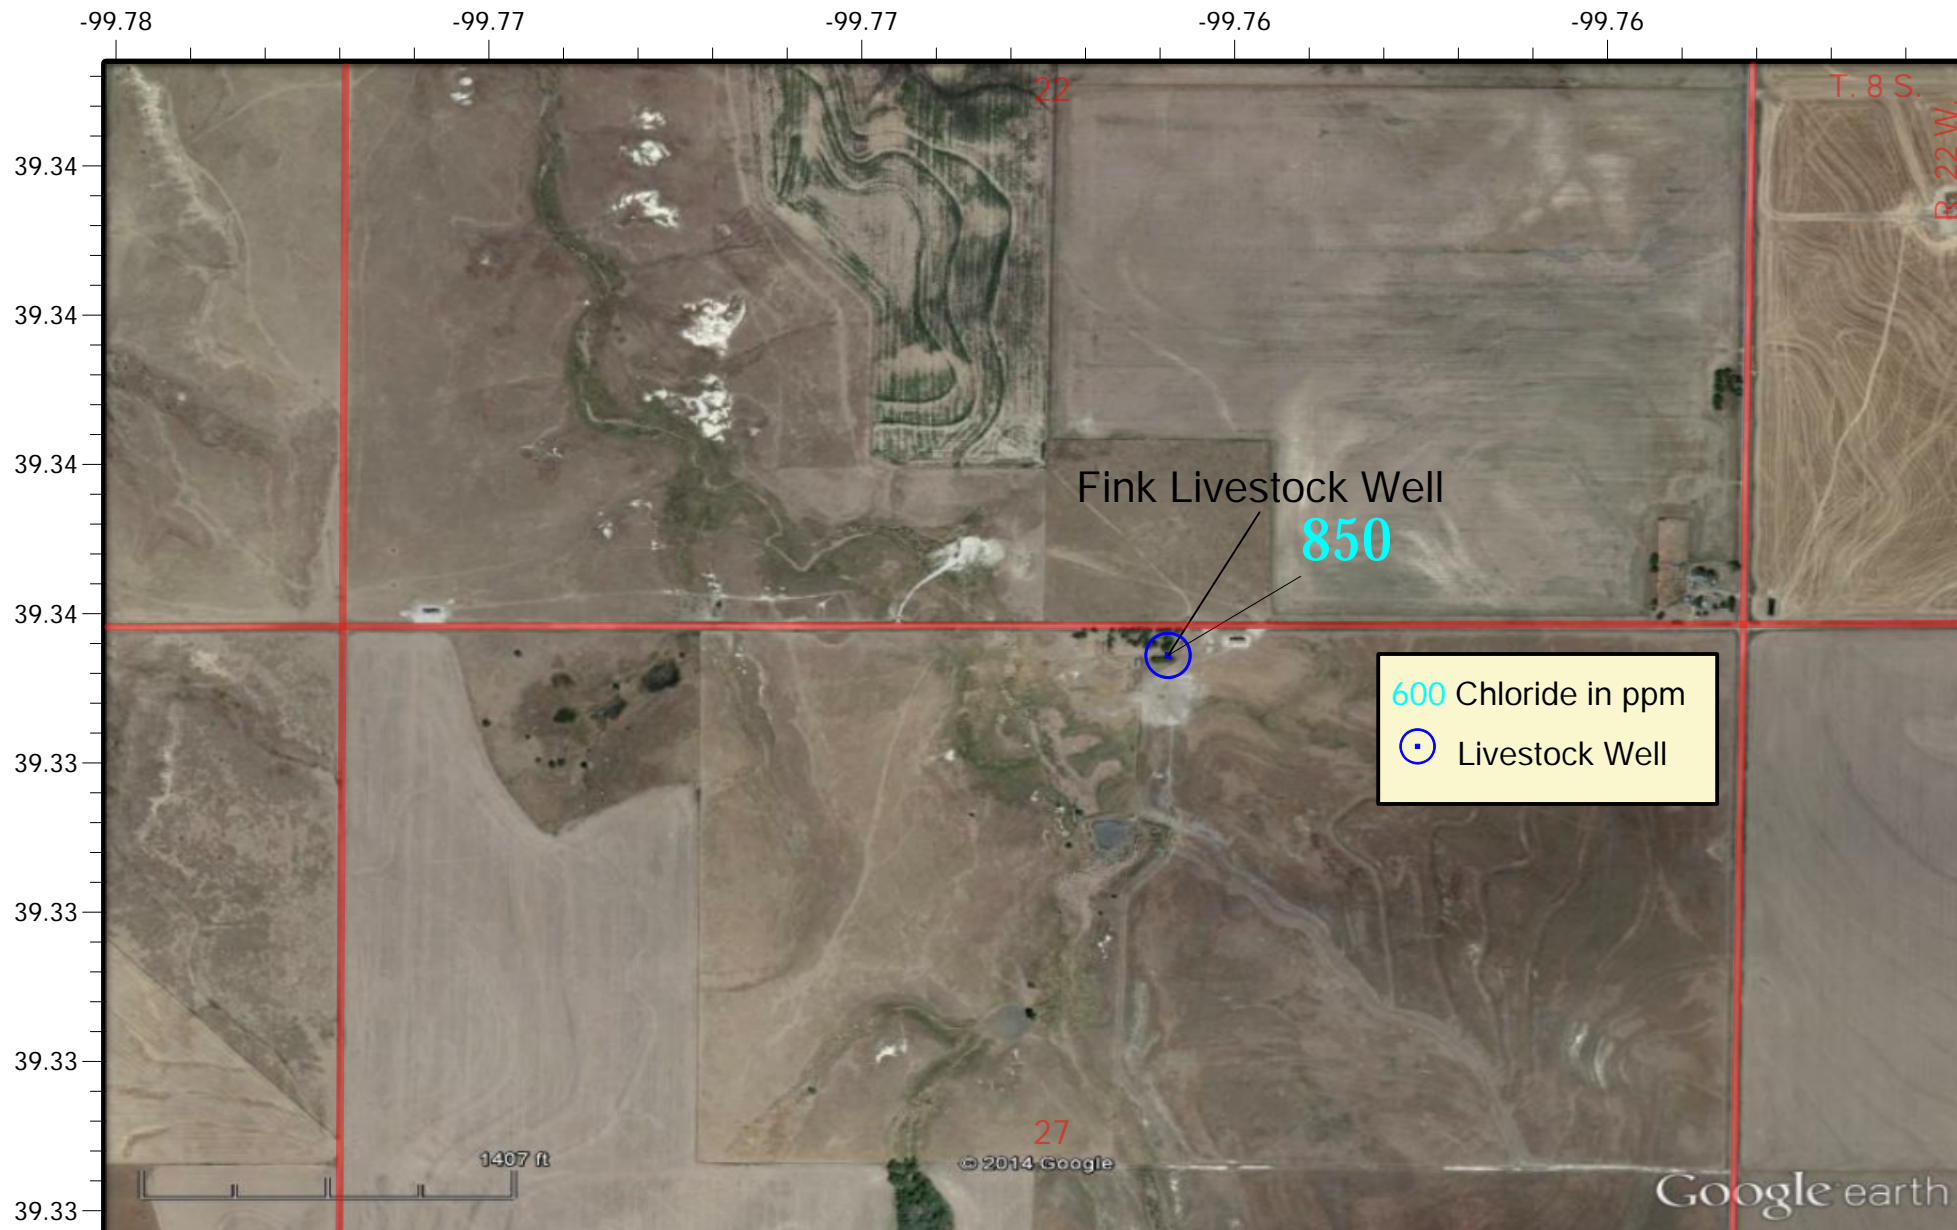 -99.78 -99.77 -99.77 -99.76 -99.76
22
T. 8 S.
R. 22 W.
39.34
39.34
39.34
Fink Livestock Well
850
39.34
600 Chloride in ppm
Livestock Well
39.33
39.33
39.33
27
1407 ft
© 2014 Google
Google earth
39.33